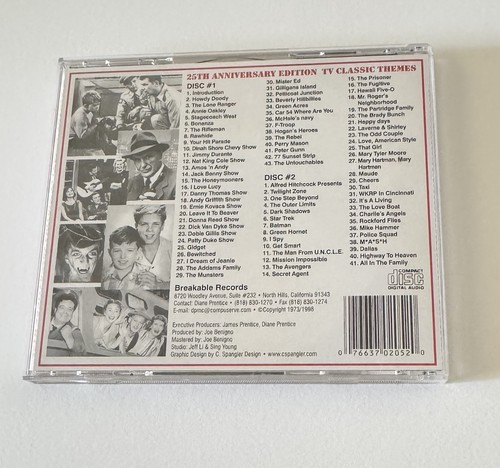 25TH ANNIVERSARY EDITION TV CLASSIC THEMES
DISC #1
1. Introduction
2. Howdy Doody
3. The Lone Ranger
4. Annie Oakley
5. Stagecoach West
6. Bonanza
7. The Rifleman
8. Rawhide
9. Your Hit Parade
10. Dinah Shore Chevy Show
11. Jimmy Durante
12. Nat King Cole Show
13. Amos 'n Andy
14. Jack Benny Show
15. The Honeymooners
16. I Love Lucy
17. Danny Thomas Show
18. Andy Griffith Show
19. Ernie Kovacs Show
20. Leave It To Beaver
21. Donna Reed Show
22. Dick Van Dyke Show
23. Dobie Gillis Show
24. Patty Duke Show
25. Gidget
26. Bewitched
27. I Dream of Jeanie
28. The Addams Family
29. The Munsters
30. Mister Ed
31. Gilligans Island
32. Petticoat Junction
33. Beverly Hillbillies
34. Green Acres
35. Car 54 Where Are You
36. McHele's navy
37. F-Troop
38. Hogan's Heroes
39. The Rebel
40. Perry Mason
41. Peter Gunn
42. 77 Sunset Strip
43. The Untouchables
DISC #2
1. Alfred Hitchcock Presents
2. Twilight Zone
3. One Step Beyond
4. The Outer Limits
5. Dark Shadows
6. Star Trek
7. Batman
8. Green Hornet
9. I Spy
10. Get Smart
11. The Man From U.N.C.L.E.
12. Mission Impossible
13. The Avengers
14. Secret Agent
15. The Prisoner
16. The Fugitive
17. Hawaii Five-O
18. Mr. Roger's
Neighborhood
19. The Partridge Family
20. The Brady Bunch
21. Happy days
22. Laverne & Shirley
23. The Odd Couple
24. Love, American Style
25. That Girl
26. Mary Tyler Moore
27. Mary Hartman, Mary
Hartman
28. Maude
29. Cheers
30. Taxi
31. WKRP In Cincinnati
32. It's A Living
33. The Love Boat
34. Charlie's Angels
35. Rockford Files
36. Mike Hammer
37. Police Squad
38. M*A*S*H
39. Dallas
40. Highway To Heaven
41. All In The Family
Breakable Records
8720 Woodley Avenue, Suite #232 • North Hills, California 91343
Contact: Diane Prentice • (818) 830-1270 • Fax (818) 830-1274
E-mail: dpnsc@compuserve.com • ©Copyright 1973/1998
Executive Producers: James Prentice, Diane Prentice
Produced by: Joe Benigno
Mastered by: Joe Benigno
Studio: Jeff Li & Sing Young
Graphic Design by C. Spangler Design • www.cspangler.com
COMPACT
disc
DIGITAL AUDIO
0 76637 02052 0